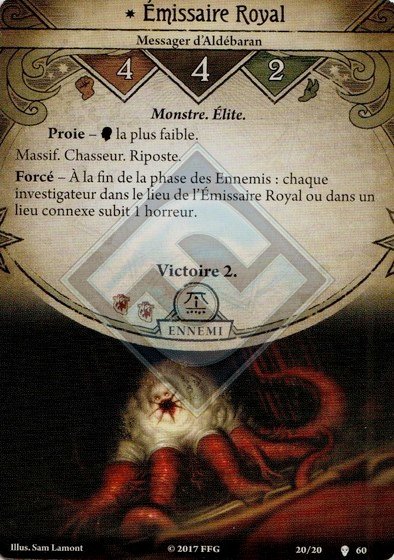 Émissaire Royal
Messager d'Aldébaran
4 4 2
Monstre. Élite.
Proie – la plus faible.
Massif. Chasseur. Riposte.
Forcé – À la fin de la phase des Ennemis : chaque
investigateur dans le lieu de l'Émissaire Royal ou dans un
lieu connexe subit 1 horreur.
Victoire 2.
ENNEMI
Illus. Sam Lamont
© 2017 FFG
20/20
60